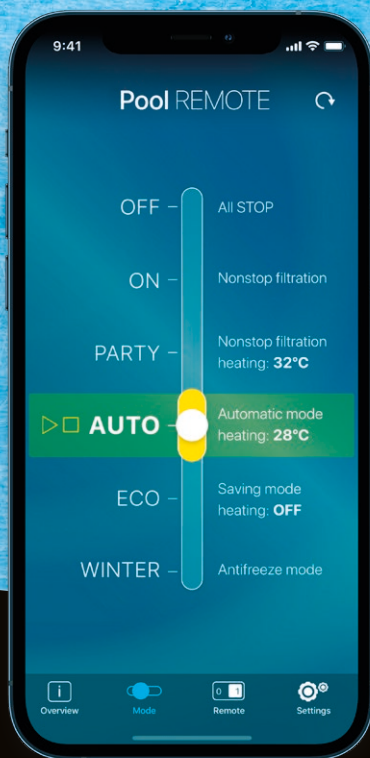 9:41
Pool REMOTE
OFF – All STOP
ON – Nonstop filtration
PARTY – Nonstop filtration
heating: 32°C
AUTO – Automatic mode
heating: 28°C
ECO – Saving mode
heating: OFF
WINTER – Antifreeze mode
i
0 1
Overview Mode Remote Settings